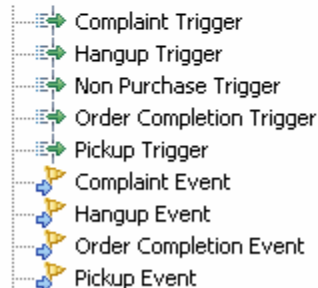 Complaint Trigger
Hangup Trigger
Non Purchase Trigger
Order Completion Trigger
Pickup Trigger
Complaint Event
Hangup Event
Order Completion Event
Pickup Event